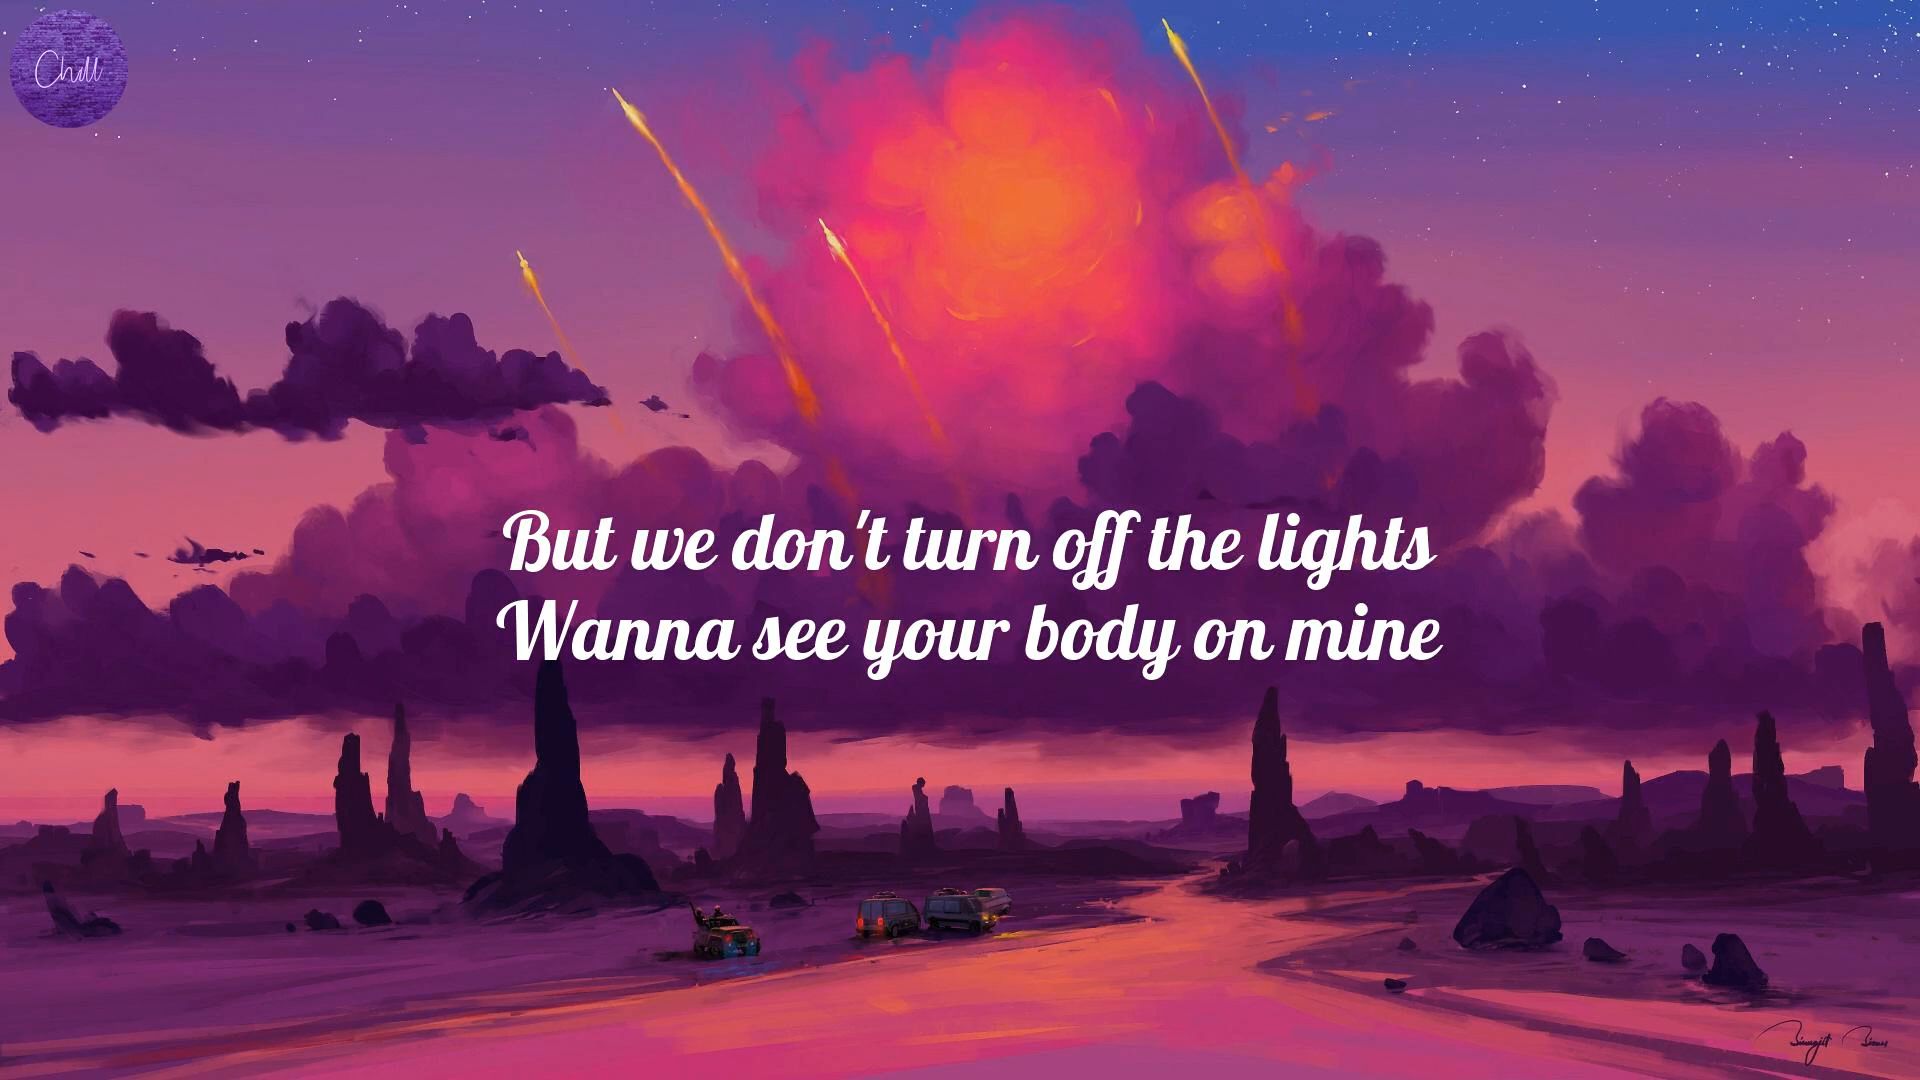 Chill
But we don't turn off the lights
Wanna see your body on mine